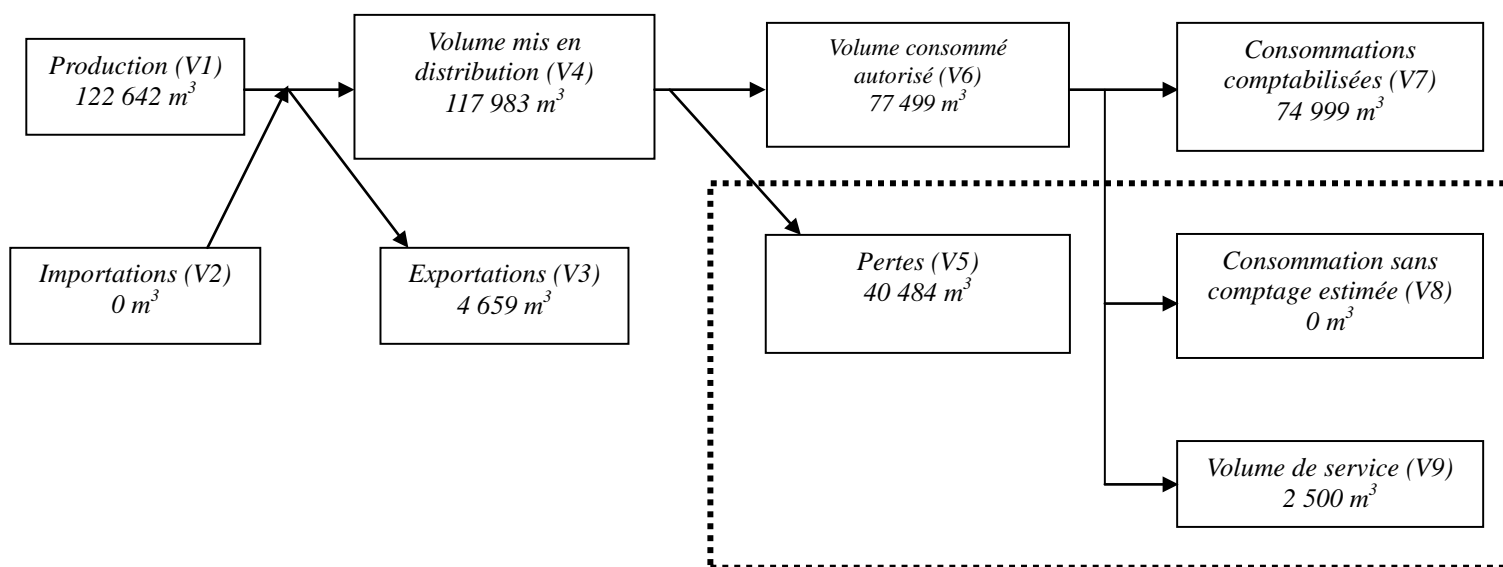 Production (V1)
122 642 m³
Volume mis en
distribution (V4)
117 983 m³
Volume consommé
autorisé (V6)
77 499 m³
Consommations
comptabilisées (V7)
74 999 m³
Importations (V2)
0 m³
Exportations (V3)
4 659 m³
Pertes (V5)
40 484 m³
Consommation sans
comptage estimée (V8)
0 m³
Volume de service (V9)
2 500 m³